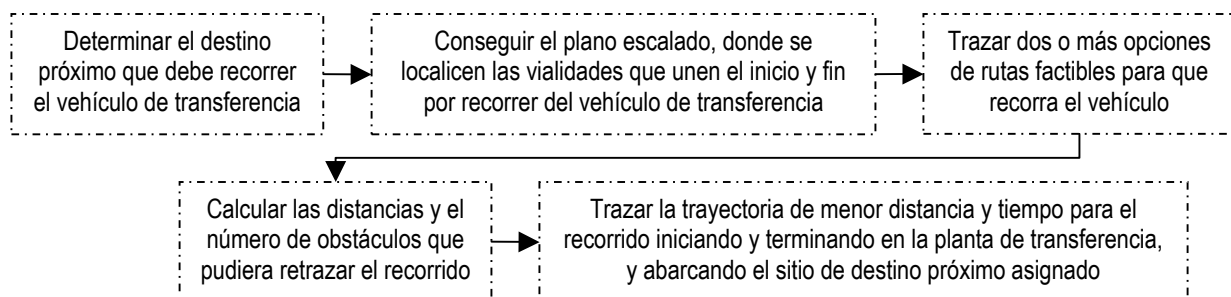 Determinar el destino
próximo que debe recorrer
el vehículo de transferencia
Conseguir el plano escalado, donde se
localicen las vialidades que unen el inicio y fin
por recorrer del vehículo de transferencia
Trazar dos o más opciones
de rutas factibles para que
recorra el vehículo
Calcular las distancias y el
número de obstáculos que
pudiera retrazar el recorrido
Trazar la trayectoria de menor distancia y tiempo para el
recorrido iniciando y terminando en la planta de transferencia,
y abarcando el sitio de destino próximo asignado